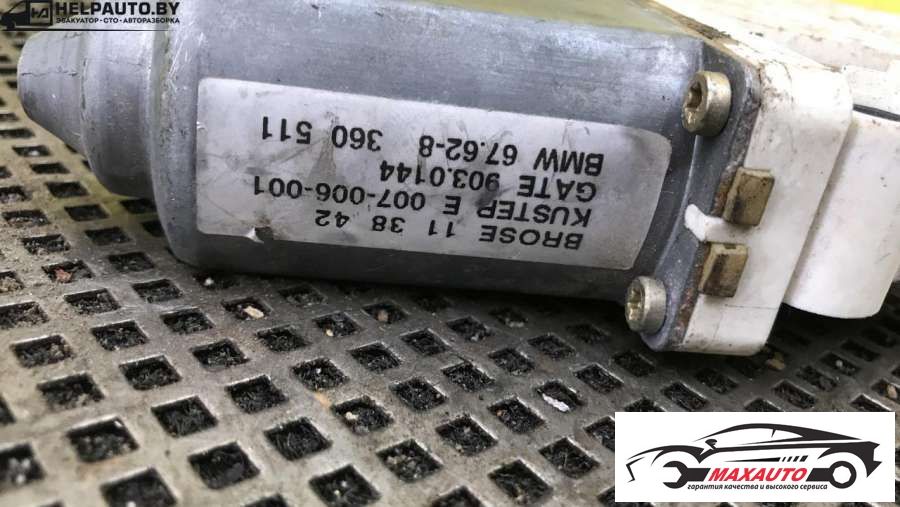 HELPAUTO.BY
ЭВАКУАТОР • СТО • АВТОРАЗБОРКА
BROSE 11 38 42
KUSTEP E 007-006-001
GATE 903.0144
BMW 67.62-8 360 511
MAXAUTO
гарантия качества и высокого сервиса